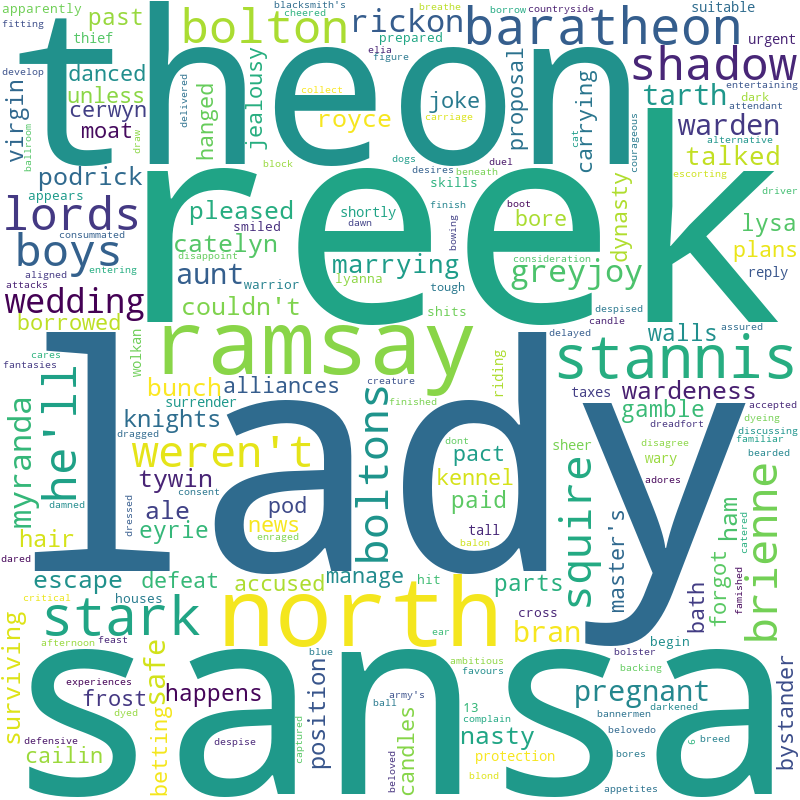 apparently
past
bolton
rickon
blacksmith's
cheered
breathe
borrow
countryside
suitable
fitting
thief
prepared
baratheon
urgent
theon
elia
figure
develop
danced
joke
collect
carriage
shadow
entertaining
virgin
unless
delivered
jealousy
proposal
carrying
tarth
attendant
cerwyn
hanged
royce
cat
courageous
dark
ballroom
draw
moat
warden
alternative
podrick
block
dogs
duel
talked
appears
reek
desires
beneath
escorting
skills
driver
lords
pleased
shortly
finish
boot
bore
dynasty
lysa
consummated
smiled
dawn
bowing
boys
catelyn
disappoint
marrying
consideration
plans
aligned
entering
aunt
warrior
lyanna
tough
greyjoy
reply
attacks
wedding
couldn't
shits
despised
candle
borrowed
ramsay
delayed
walls
assured
cares
wolkan
riding
stannis
fantasies
he'll
bunch
alliances
creature
taxes
wardeness
surrender
finished
accepted
myranda
knights
boltons
gamble
dreadfort
dyeing
discussing
dragged
weren't
lady
dont
pact
sheer
disagree
familiar
bearded
tywin
consent
kennel
squire
wary
adores
brienne
damned
ale
pod
paid
master's
ham
catered
hair
dressed
eyrie
news
tall
forgot
famished
dared
enraged
balon
escape
defeat
accused
manage
hit
parts
bath
critical
houses
stark
north
cross
bran
surviving
afternoon
feast
ear
begin
safe
blue
ambitious
backing
bolster
experiences
happens
favours
pregnant
bystander
frost
position
army's
bannermen
darkened
dyed
betting
ball
13
complain
belovedo
defensive
despise
candles
nasty
cailin
captured
beloved
protection
bores
6
breed
blond
appetites
sansa